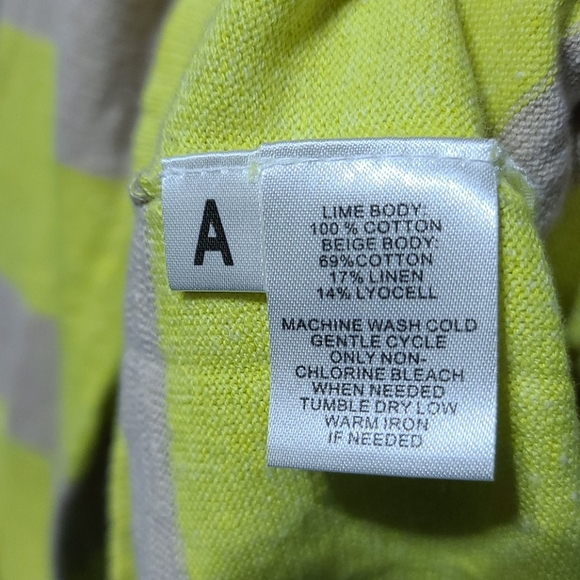 A
LIME BODY:
100 % COTTON
BEIGE BODY:
69%COTTON
17% LINEN
14% LYOCELL
MACHINE WASH COLD
GENTLE CYCLE
ONLY NON-
CHLORINE BLEACH
WHEN NEEDED
TUMBLE DRY LOW
WARM IRON
IF NEEDED